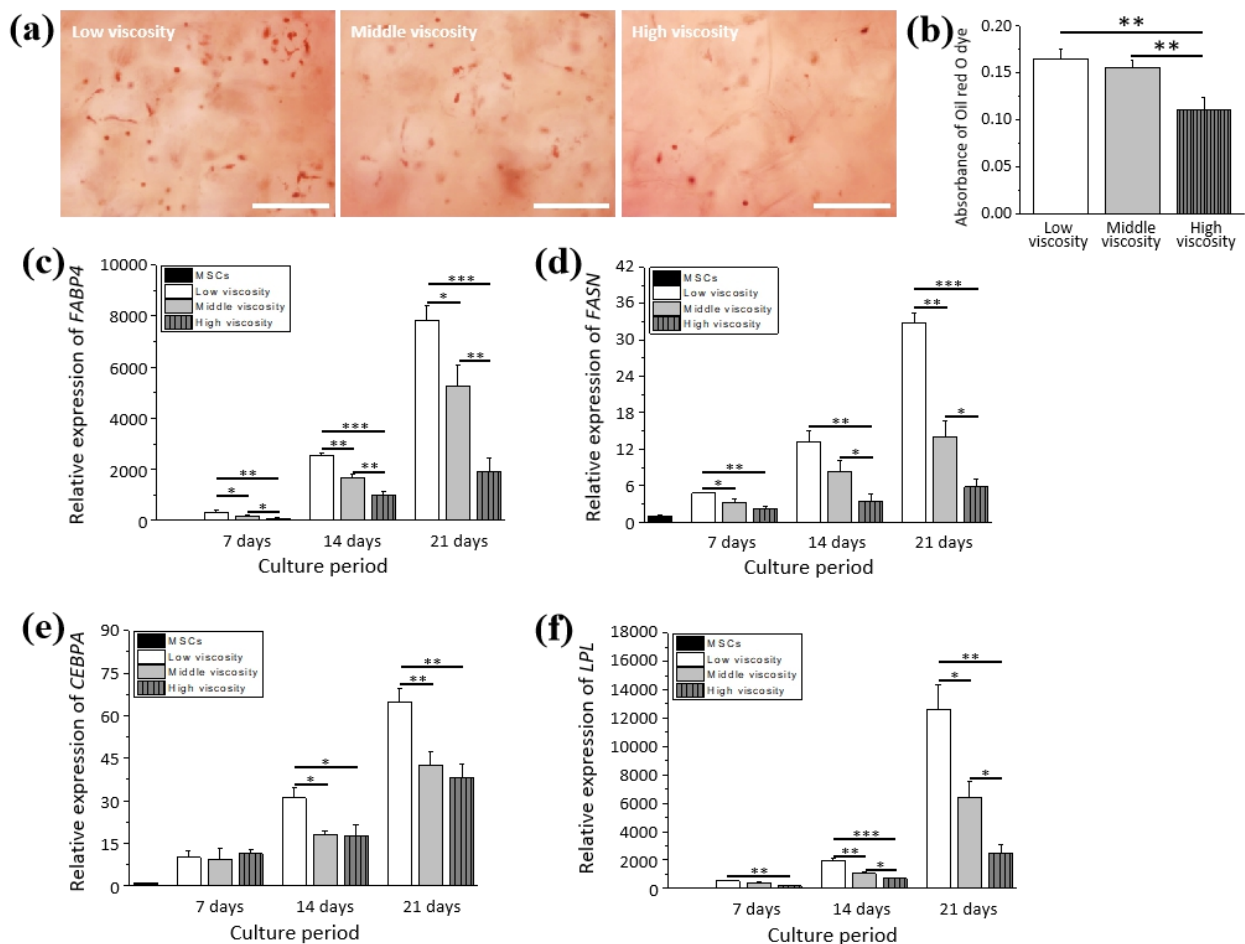 (a)
Low viscosity
Middle viscosity
High viscosity
(b)
Absorbance of Oil red O dye
0.20
0.15
0.10
0.05
0.00
**
**
Low viscosity
Middle viscosity
High viscosity
(c)
Relative expression of FABP4
10000
8000
6000
4000
2000
0
MSCs
Low viscosity
Middle viscosity
High viscosity
**
*
*
***
**
**
***
*
**
7 days
14 days
21 days
Culture period
(d)
Relative expression of FASN
42
36
30
24
18
12
6
0
MSCs
Low viscosity
Middle viscosity
High viscosity
**
*
**
*
***
**
*
7 days
14 days
21 days
Culture period
(e)
Relative expression of CEBPA
90
75
60
45
30
15
0
MSCs
Low viscosity
Middle viscosity
High viscosity
*
*
**
**
7 days
14 days
21 days
Culture period
(f)
Relative expression of LPL
18000
16000
14000
12000
10000
8000
6000
4000
2000
0
MSCs
Low viscosity
Middle viscosity
High viscosity
**
***
**
*
**
*
*
7 days
14 days
21 days
Culture period